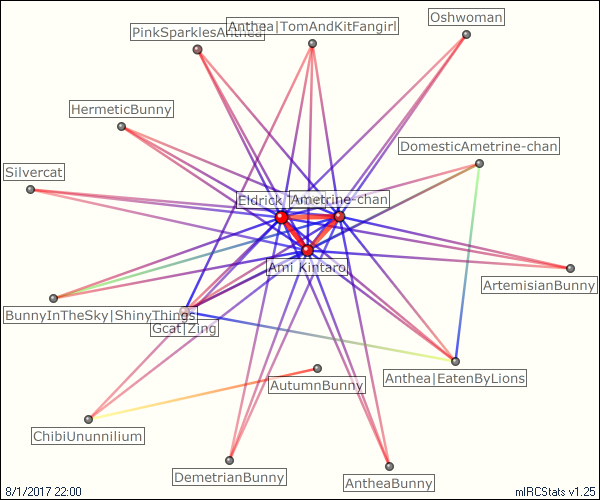 Oshwoman
Anthea|TomAndKitFangirl
PinkSparklesAnthea
HermeticBunny
DomesticAmetrine-chan
Silvercat
Eldrick
Ametrine-chan
Ami Kintaro
ArtemisianBunny
BunnyInTheSky|ShinyThings
Gcat|Zing
Anthea|EatenByLions
AutumnBunny
ChibiUnunnilium
DemetrianBunny
AntheaBunny
8/1/2017 22:00
mIRCStats v1.25